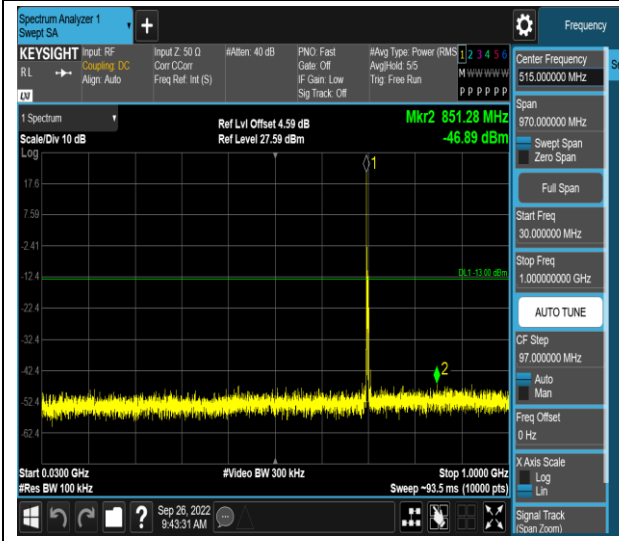 Spectrum Analyzer 1
Swept SA
+
Frequency
KEYSIGHT
RL
LXI
Input: RF
Coupling: DC
Align: Auto
Input Z: 50 Ω
Corr CCorr
Freq Ref: Int (S)
#Atten: 40 dB
PNO: Fast
Gate: Off
IF Gain: Low
Sig Track: Off
#Avg Type: Power (RMS
Avg|Hold: 5/5
Trig: Free Run
1 2 3 4 5 6
M W W W W W
P P P P P P
1 Spectrum
Scale/Div 10 dB
Log
Ref Lvl Offset 4.59 dB
Ref Level 27.59 dBm
Mkr2 851.28 MHz
-46.89 dBm
1
17.6
7.59
-2.41
-12.4
DL1 -13.00 dBm
-22.4
-32.4
-42.4
2
-52.4
-62.4
Start 0.0300 GHz
#Res BW 100 kHz
#Video BW 300 kHz
Stop 1.0000 GHz
Sweep ~93.5 ms (10000 pts)
Center Frequency
515.000000 MHz
Span
970.000000 MHz
Swept Span
Zero Span
Full Span
Start Freq
30.000000 MHz
Stop Freq
1.000000000 GHz
AUTO TUNE
CF Step
97.000000 MHz
Auto
Man
Freq Offset
0 Hz
X Axis Scale
Log
Lin
Signal Track
(Span Zoom)
?
Sep 26, 2022
9:43:31 AM